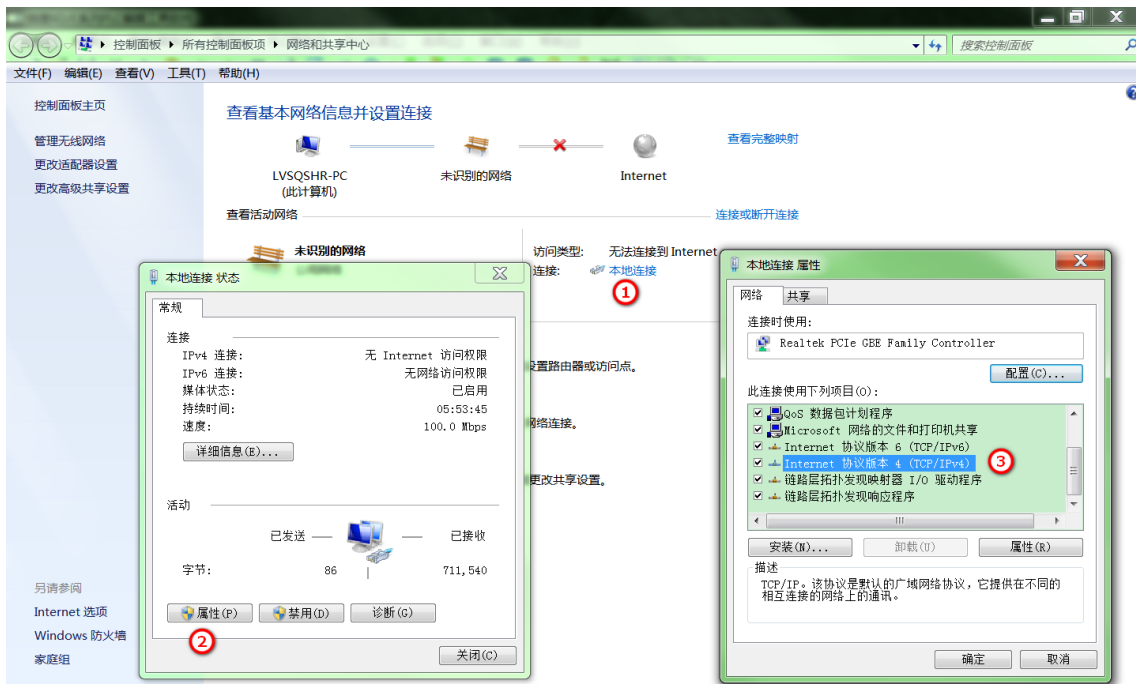 控制面板 ▸ 所有控制面板项 ▸ 网络和共享中心
搜索控制面板
文件(F) 编辑(E) 查看(V) 工具(T) 帮助(H)
控制面板主页
管理无线网络
更改适配器设置
更改高级共享设置
查看基本网络信息并设置连接
查看完整映射
LVSQSHR-PC
(此计算机)
未识别的网络
Internet
查看活动网络
连接或断开连接
未识别的网络
访问类型: 无法连接到 Internet
连接: 本地连接
①
设置路由器或访问点。
网络连接。
更改共享设置。
另请参阅
Internet 选项
Windows 防火墙
家庭组
本地连接 状态
常规
连接
IPv4 连接: 无 Internet 访问权限
IPv6 连接: 无网络访问权限
媒体状态: 已启用
持续时间: 05:53:45
速度: 100.0 Mbps
详细信息(E)...
活动
已发送 已接收
字节: 86 711,540
属性(P) 禁用(D) 诊断(G)
②
关闭(C)
本地连接 属性
网络 共享
连接时使用:
Realtek PCIe GBE Family Controller
配置(C)...
此连接使用下列项目(O):
QoS 数据包计划程序
Microsoft 网络的文件和打印机共享
Internet 协议版本 6 (TCP/IPv6)
Internet 协议版本 4 (TCP/IPv4)
③
链路层拓扑发现映射器 I/O 驱动程序
链路层拓扑发现响应程序
安装(N)... 卸载(U) 属性(R)
描述
TCP/IP。该协议是默认的广域网络协议，它提供在不同的
相互连接的网络上的通讯。
确定 取消